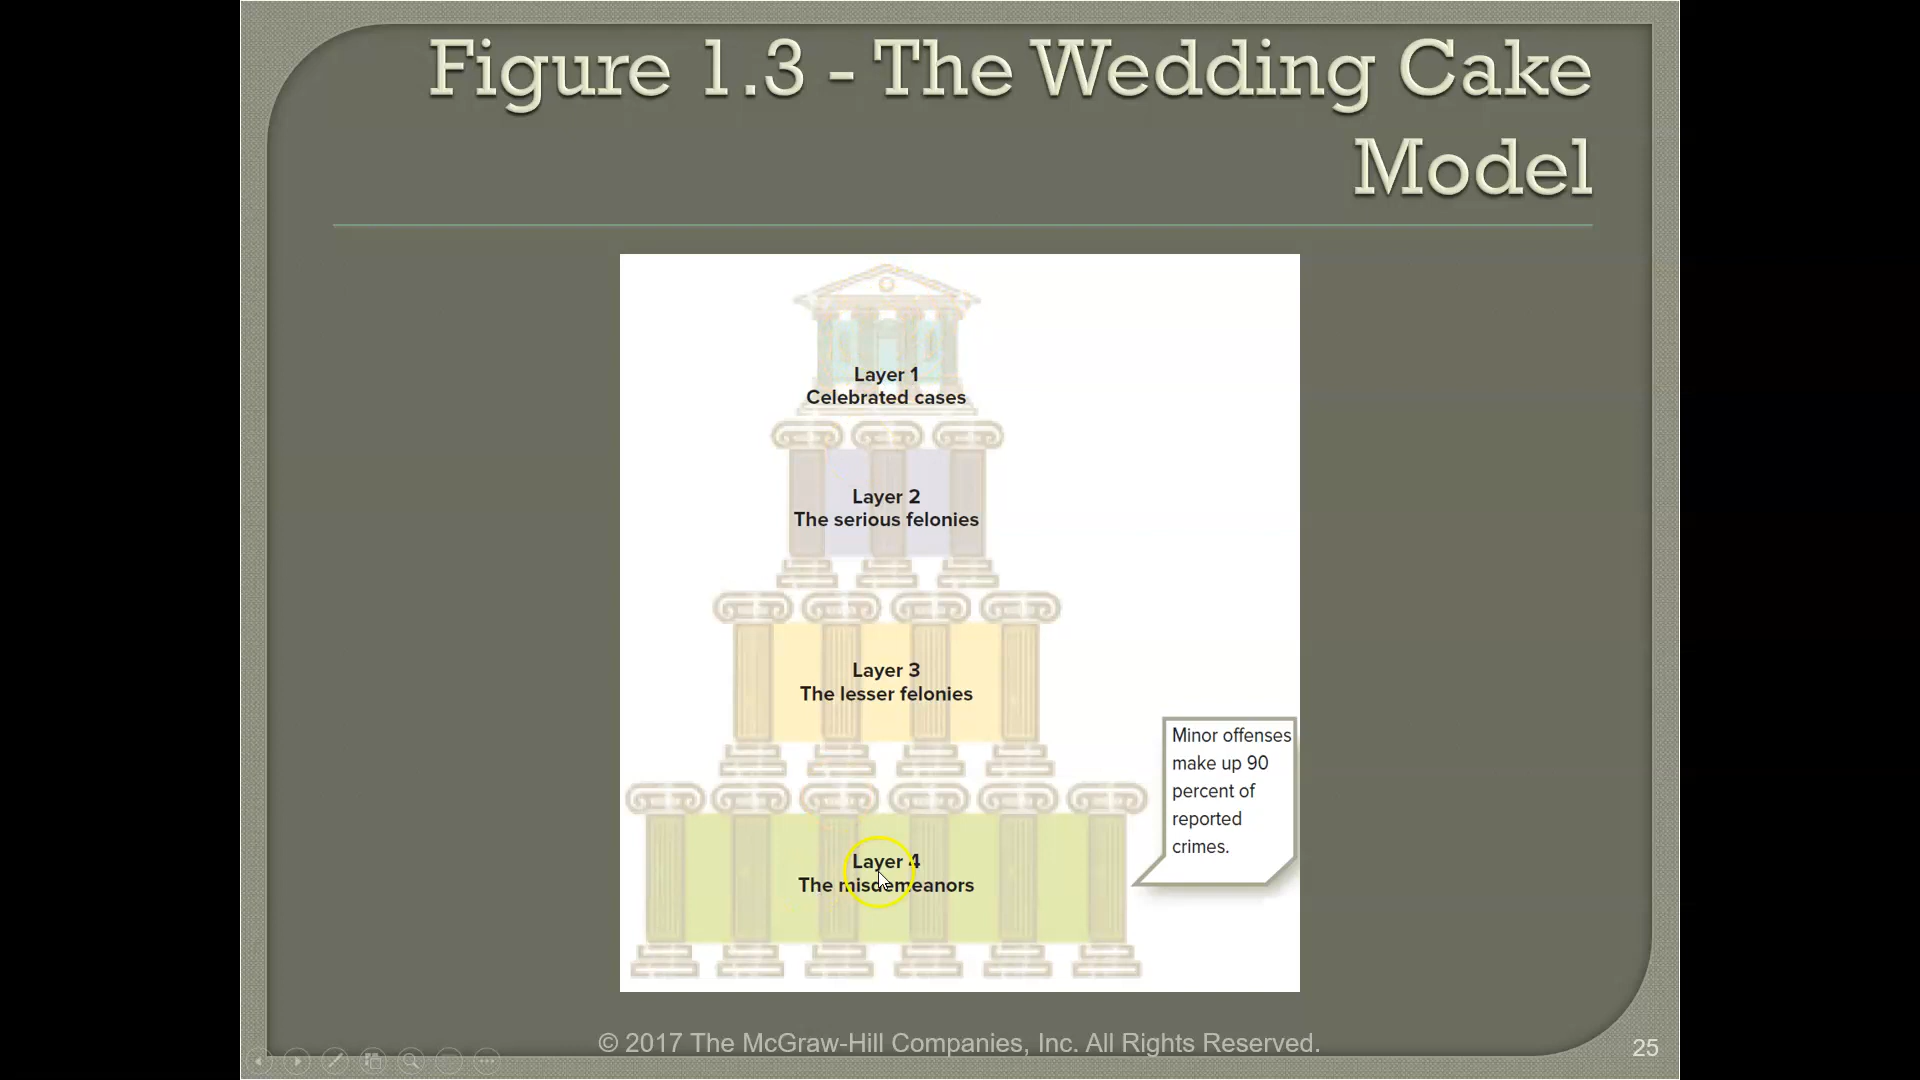 Figure 1.3 - The Wedding Cake
Model
Layer 1
Celebrated cases
Layer 2
The serious felonies
Layer 3
The lesser felonies
Layer 4
The misdemeanors
Minor offenses
make up 90
percent of
reported
crimes.
© 2017 The McGraw-Hill Companies, Inc. All Rights Reserved.
25